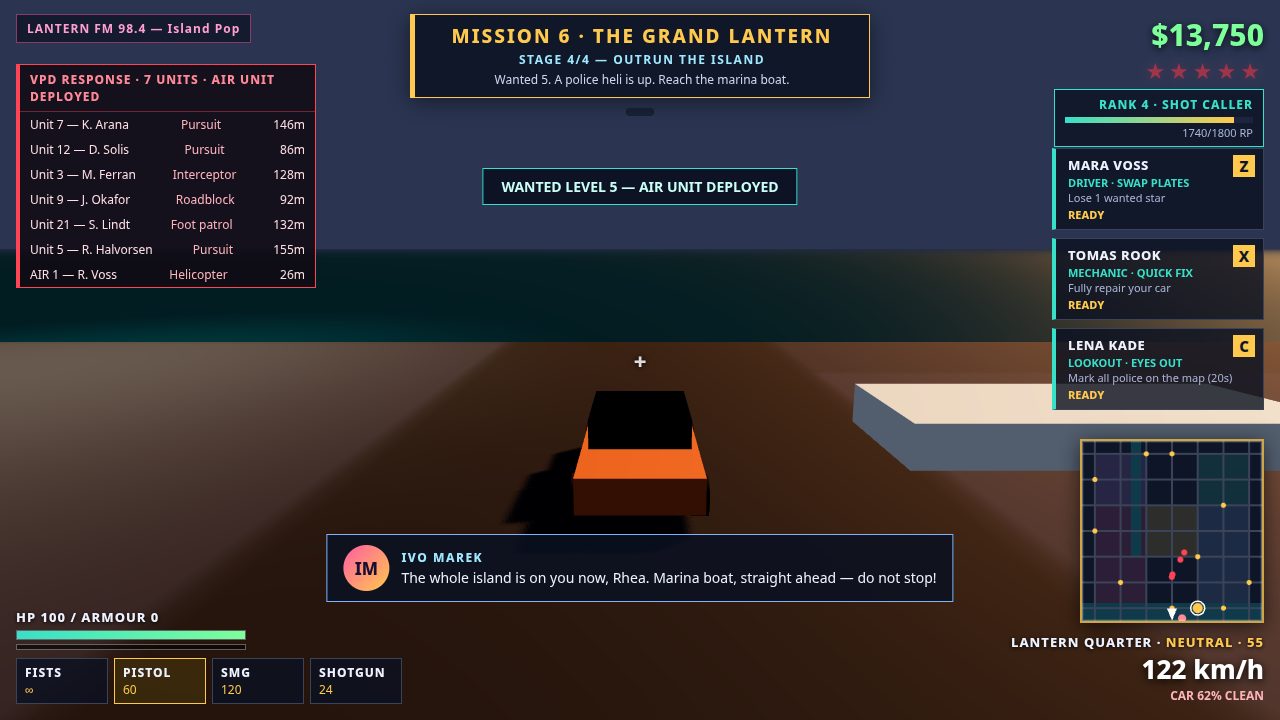 LANTERN FM 98.4 — Island Pop
VPD RESPONSE · 7 UNITS · AIR UNIT
DEPLOYED
Unit 7 — K. Arana Pursuit 146m
Unit 12 — D. Solis Pursuit 86m
Unit 3 — M. Ferran Interceptor 128m
Unit 9 — J. Okafor Roadblock 92m
Unit 21 — S. Lindt Foot patrol 132m
Unit 5 — R. Halvorsen Pursuit 155m
AIR 1 — R. Voss Helicopter 26m
MISSION 6 · THE GRAND LANTERN
STAGE 4/4 — OUTRUN THE ISLAND
Wanted 5. A police heli is up. Reach the marina boat.
WANTED LEVEL 5 — AIR UNIT DEPLOYED
$13,750
★★★★★
RANK 4 · SHOT CALLER
1740/1800 RP
MARA VOSS Z
DRIVER · SWAP PLATES
Lose 1 wanted star
READY
TOMAS ROOK X
MECHANIC · QUICK FIX
Fully repair your car
READY
LENA KADE C
LOOKOUT · EYES OUT
Mark all police on the map (20s)
READY
+
IM
IVO MAREK
The whole island is on you now, Rhea. Marina boat, straight ahead — do not stop!
HP 100 / ARMOUR 0
FISTS
∞
PISTOL
60
SMG
120
SHOTGUN
24
LANTERN QUARTER · NEUTRAL · 55
122 km/h
CAR 62% CLEAN